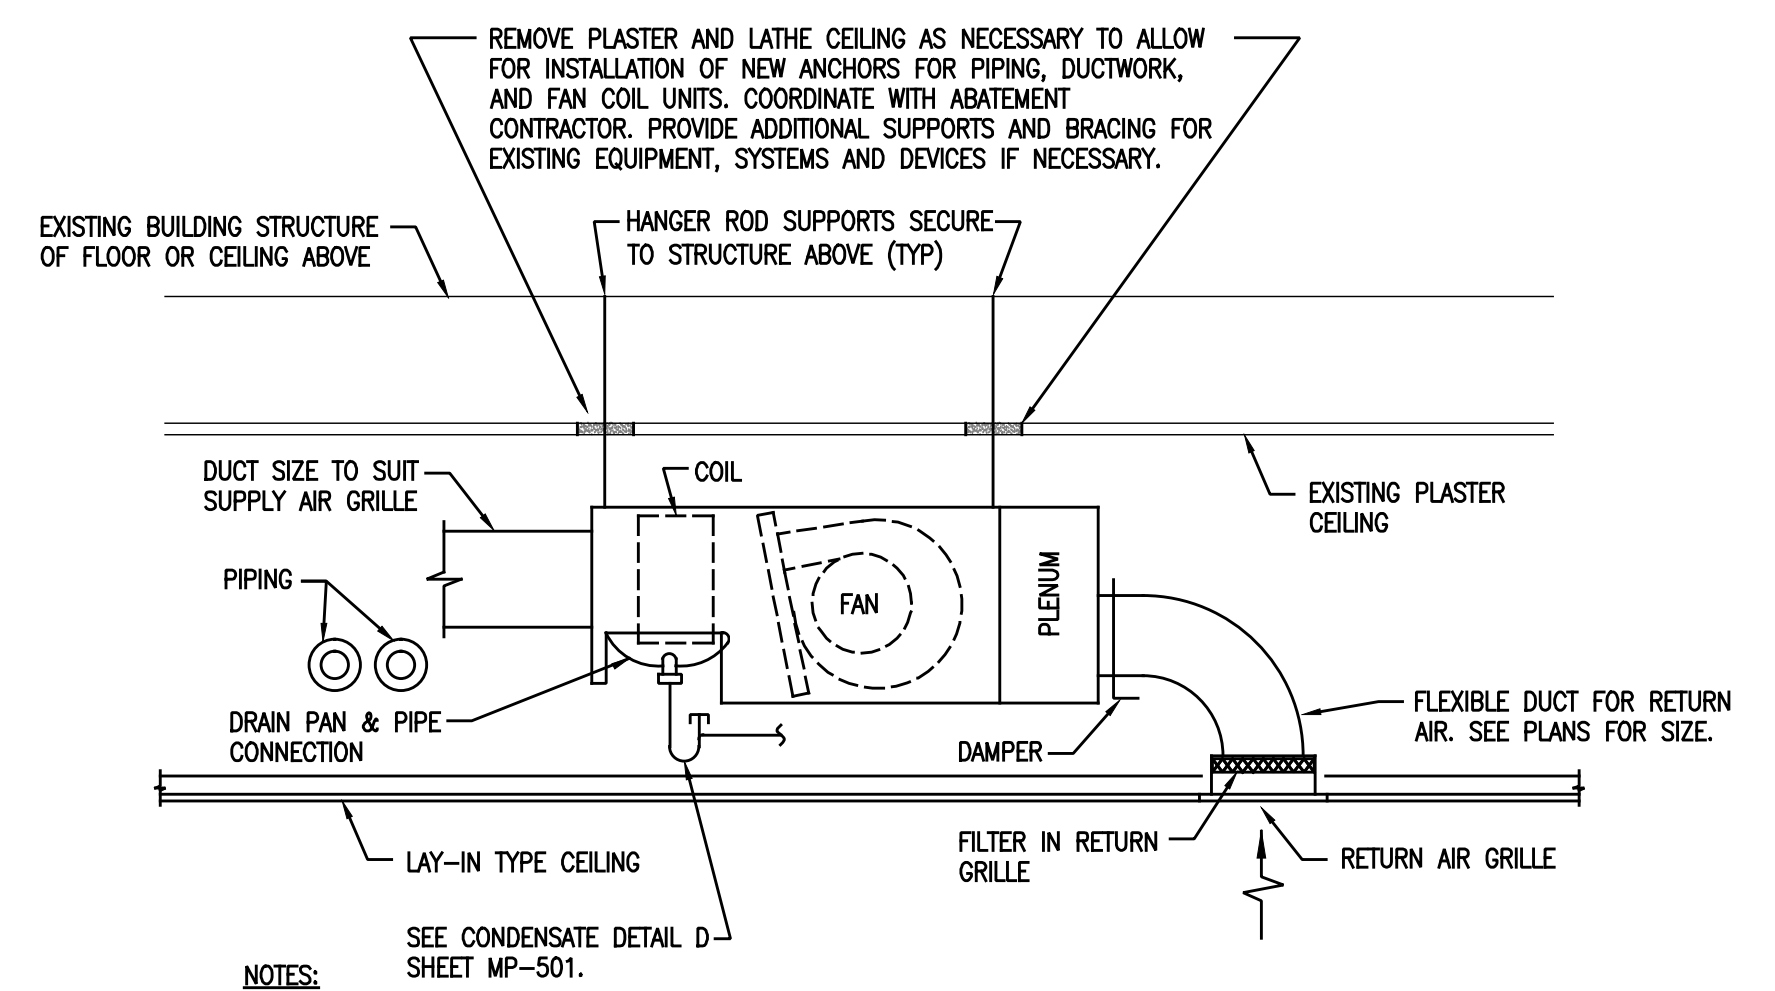 REMOVE PLASTER AND LATHE CEILING AS NECESSARY TO ALLOW
FOR INSTALLATION OF NEW ANCHORS FOR PIPING, DUCTWORK,
AND FAN COIL UNITS. COORDINATE WITH ABATEMENT
CONTRACTOR. PROVIDE ADDITIONAL SUPPORTS AND BRACING FOR
EXISTING EQUIPMENT, SYSTEMS AND DEVICES IF NECESSARY.
EXISTING BUILDING STRUCTURE
OF FLOOR OR CEILING ABOVE
HANGER ROD SUPPORTS SECURE
TO STRUCTURE ABOVE (TYP)
DUCT SIZE TO SUIT
SUPPLY AIR GRILLE
COIL
EXISTING PLASTER
CEILING
PIPING
FAN
PLENUM
DRAIN PAN & PIPE
CONNECTION
DAMPER
FLEXIBLE DUCT FOR RETURN
AIR. SEE PLANS FOR SIZE.
LAY-IN TYPE CEILING
FILTER IN RETURN
GRILLE
RETURN AIR GRILLE
SEE CONDENSATE DETAIL D
SHEET MP-501.
NOTES: